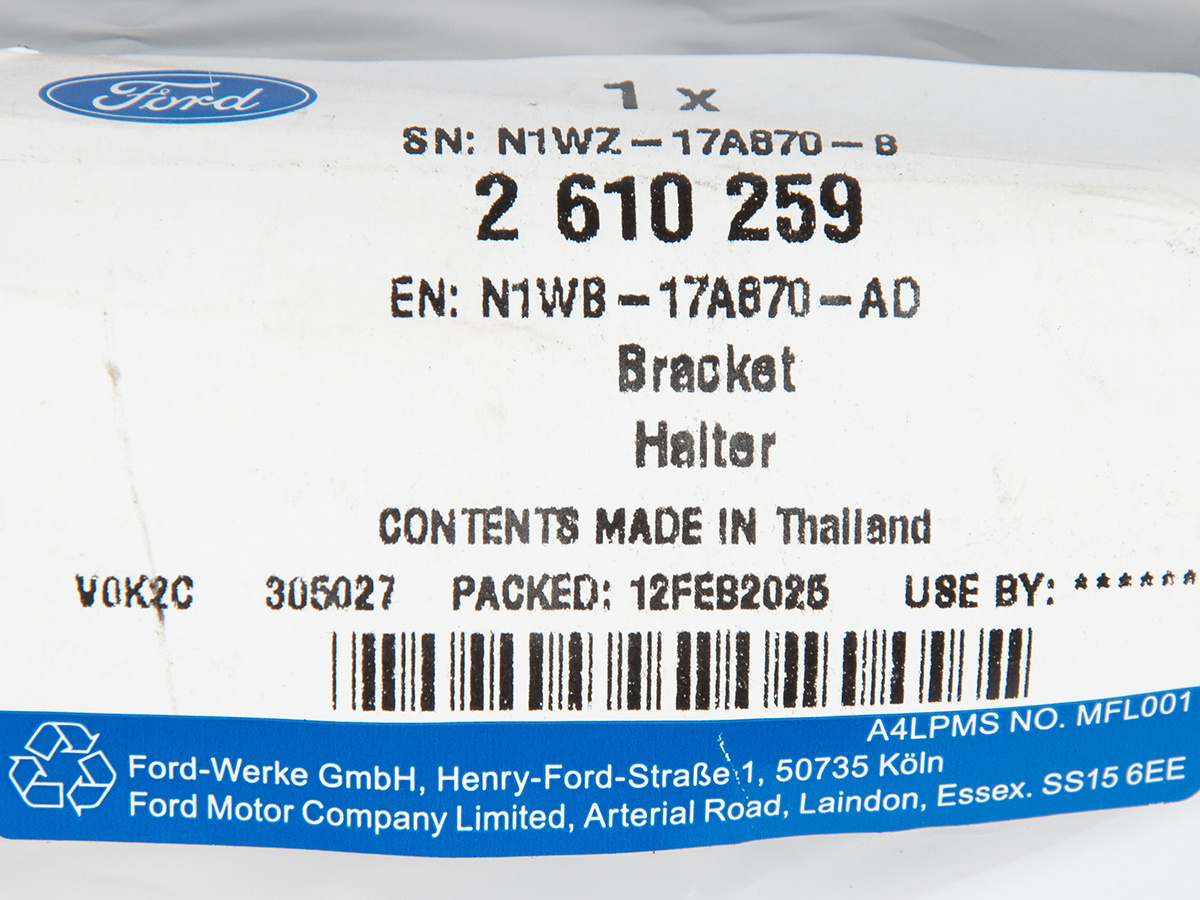 Ford
1 x
SN: N1WZ-17A870-B
2 610 259
EN: N1WB-17A870-AD
Bracket
Halter
CONTENTS MADE IN Thailand
V0K2C 305027 PACKED: 12FEB2025 USE BY: *******
A4LPMS NO. MFL001
Ford-Werke GmbH, Henry-Ford-Straße 1, 50735 Köln
Ford Motor Company Limited, Arterial Road, Laindon, Essex. SS15 6EE